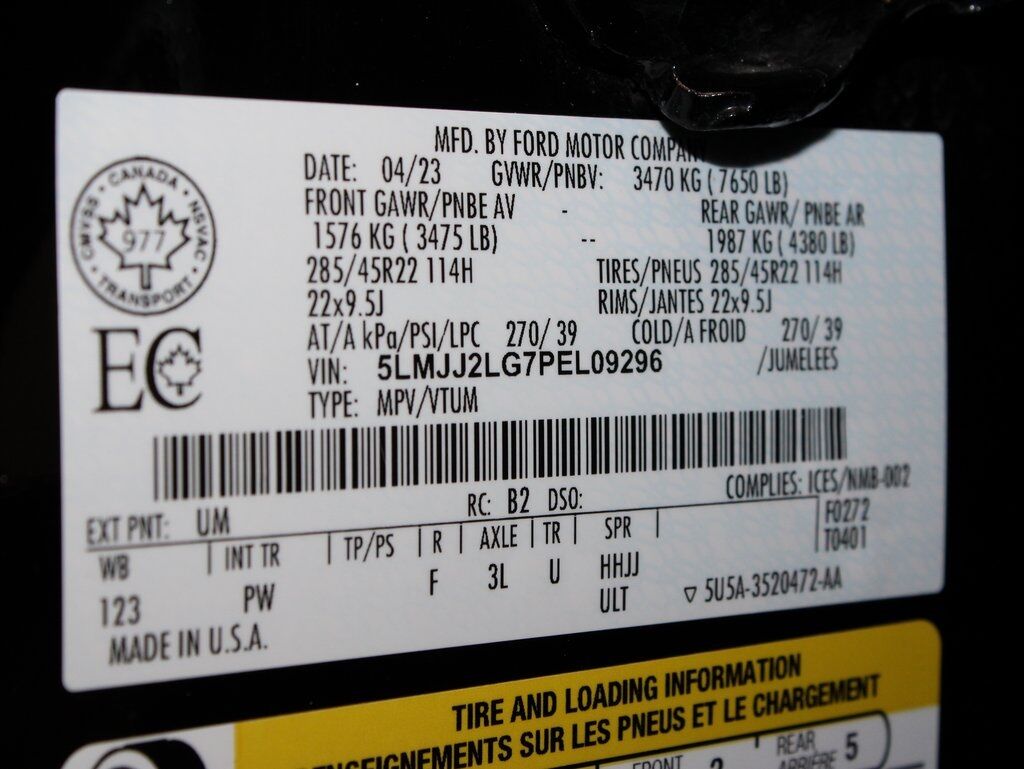 MFD. BY FORD MOTOR COMPANY
DATE: 04/23 GVWR/PNBV: 3470 KG ( 7650 LB)
FRONT GAWR/PNBE AV - REAR GAWR/ PNBE AR
1576 KG ( 3475 LB) -- 1987 KG ( 4380 LB)
285/45R22 114H TIRES/PNEUS 285/45R22 114H
22x9.5J RIMS/JANTES 22x9.5J
AT/A kPa/PSI/LPC 270/ 39 COLD/A FROID 270/ 39
VIN: 5LMJJ2LG7PEL09296 /JUMELEES
TYPE: MPV/VTUM
CANADA
CMVSS NSVAC
977
TRANSPORT
EC
RC: B2 DSO: COMPLIES: ICES/NMB-002
EXT PNT: UM F0272
WB INT TR TP/PS R AXLE TR SPR T0401
123 PW F 3L U HHJJ
ULT ▽ 5U5A-3520472-AA
MADE IN U.S.A.
TIRE AND LOADING INFORMATION
SUR LES PNEUS ET LE CHARGEMENT
FRONT 2 REAR 5
ARRIÈRE